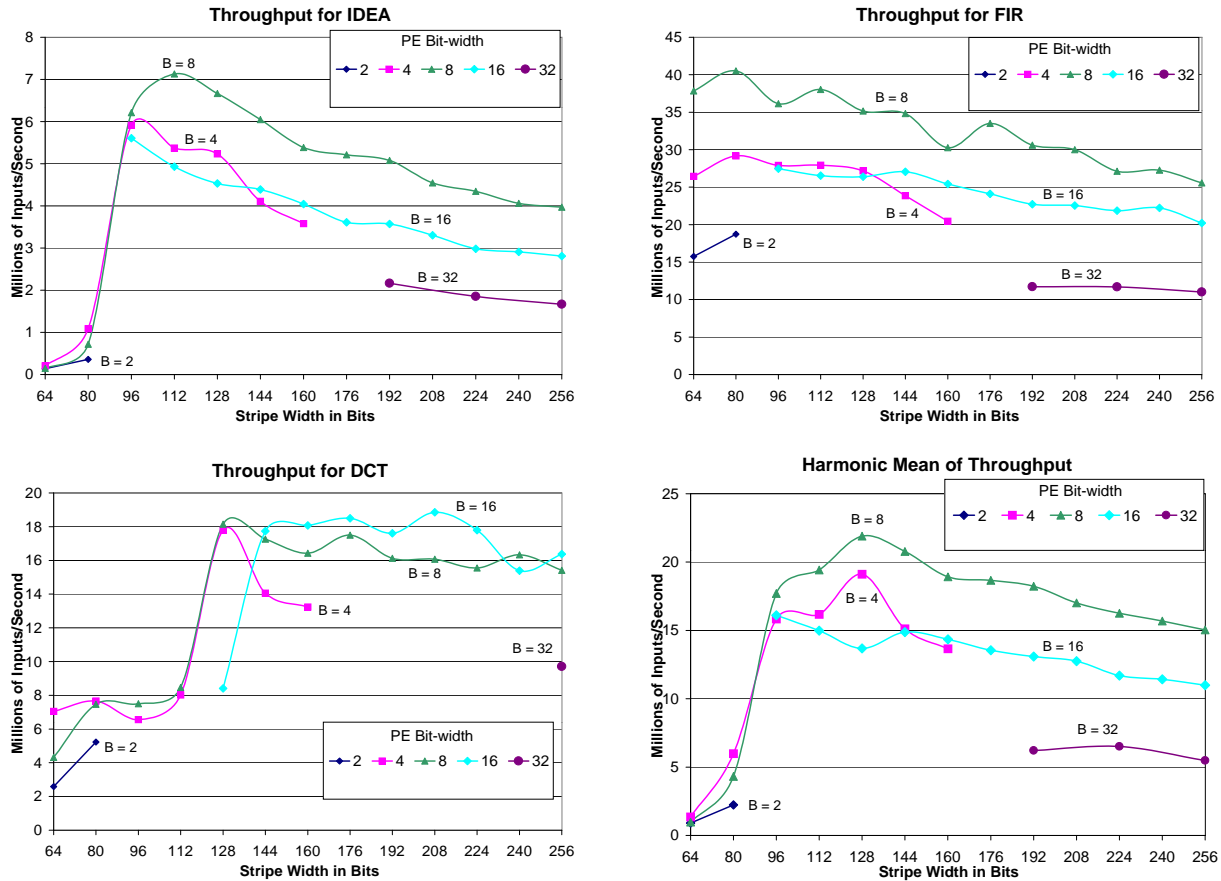 Throughput for IDEA
Millions of Inputs/Second
8
7
6
5
4
3
2
1
0
PE Bit-width
2 4 8 16 32
B = 8
B = 4
B = 16
B = 32
B = 2
64 80 96 112 128 144 160 176 192 208 224 240 256
Stripe Width in Bits
Throughput for FIR
Millions of Inputs/Second
45
40
35
30
25
20
15
10
5
0
PE Bit-width
2 4 8 16 32
B = 8
B = 16
B = 4
B = 2
B = 32
64 80 96 112 128 144 160 176 192 208 224 240 256
Stripe Width in Bits
Throughput for DCT
Millions of Inputs/Second
20
18
16
14
12
10
8
6
4
2
0
B = 16
B = 8
B = 4
B = 32
B = 2
PE Bit-width
2 4 8 16 32
64 80 96 112 128 144 160 176 192 208 224 240 256
Stripe Width in Bits
Harmonic Mean of Throughput
Millions of Inputs/Second
25
20
15
10
5
0
PE Bit-width
2 4 8 16 32
B = 8
B = 4
B = 16
B = 32
B = 2
64 80 96 112 128 144 160 176 192 208 224 240 256
Stripe Width in Bits